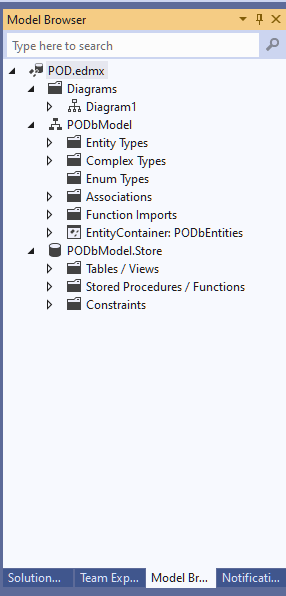 Model Browser
Type here to search
POD.edmx
Diagrams
Diagram1
PODbModel
Entity Types
Complex Types
Enum Types
Associations
Function Imports
EntityContainer: PODbEntities
PODbModel.Store
Tables / Views
Stored Procedures / Functions
Constraints
Solution... Team Exp... Model Br... Notificati...